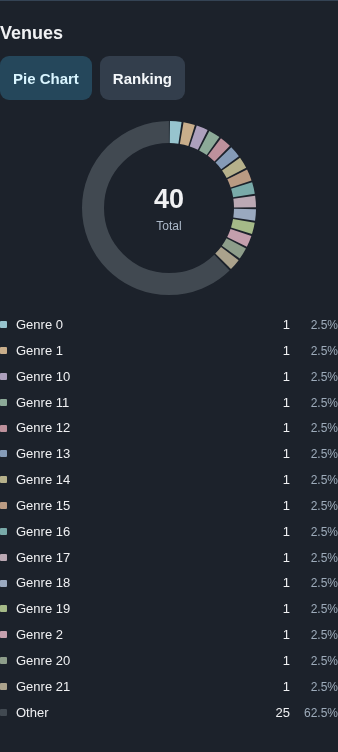 Venues
Pie Chart Ranking
40
Total
Genre 0 1 2.5%
Genre 1 1 2.5%
Genre 10 1 2.5%
Genre 11 1 2.5%
Genre 12 1 2.5%
Genre 13 1 2.5%
Genre 14 1 2.5%
Genre 15 1 2.5%
Genre 16 1 2.5%
Genre 17 1 2.5%
Genre 18 1 2.5%
Genre 19 1 2.5%
Genre 2 1 2.5%
Genre 20 1 2.5%
Genre 21 1 2.5%
Other 25 62.5%